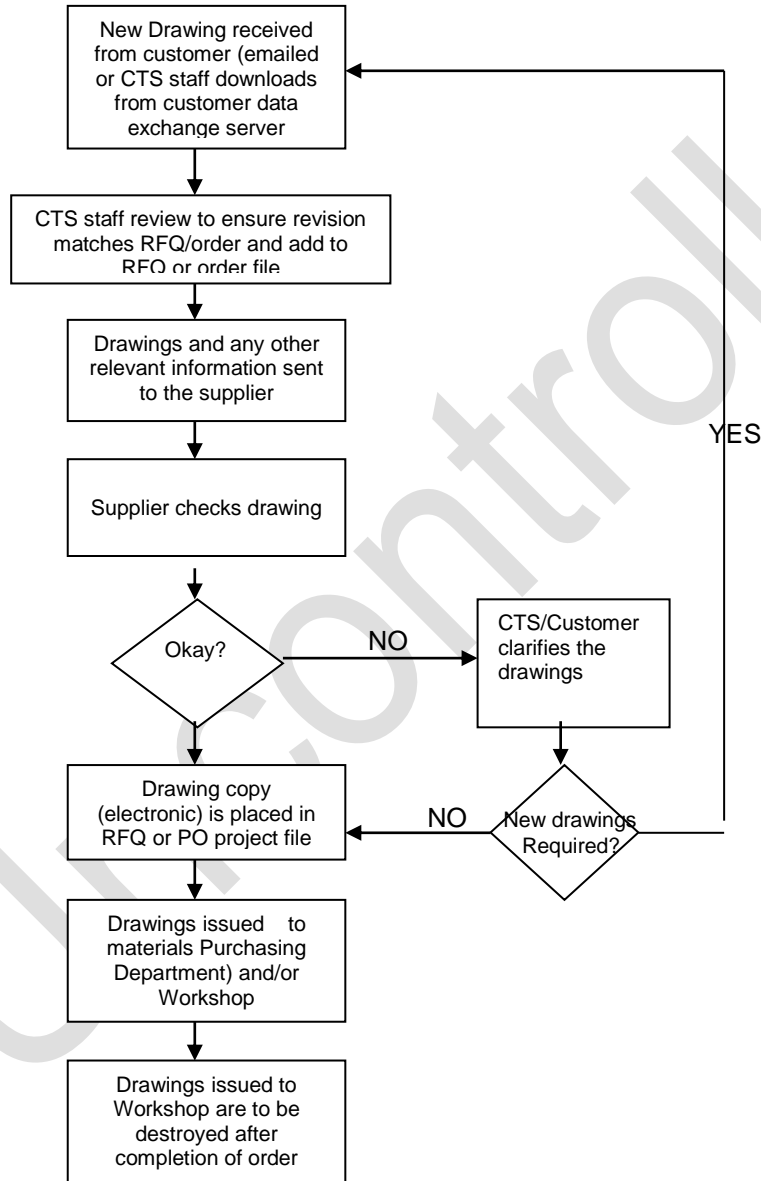 New Drawing received
from customer (emailed
or CTS staff downloads
from customer data
exchange server
CTS staff review to ensure revision
matches RFQ/order and add to
RFQ or order file
Drawings and any other
relevant information sent
to the supplier
YES
Supplier checks drawing
Okay?
NO
CTS/Customer
clarifies the
drawings
Drawing copy
(electronic) is placed in
RFQ or PO project file
NO
New drawings
Required?
Drawings issued to
materials Purchasing
Department) and/or
Workshop
Drawings issued to
Workshop are to be
destroyed after
completion of order
Uncontroll